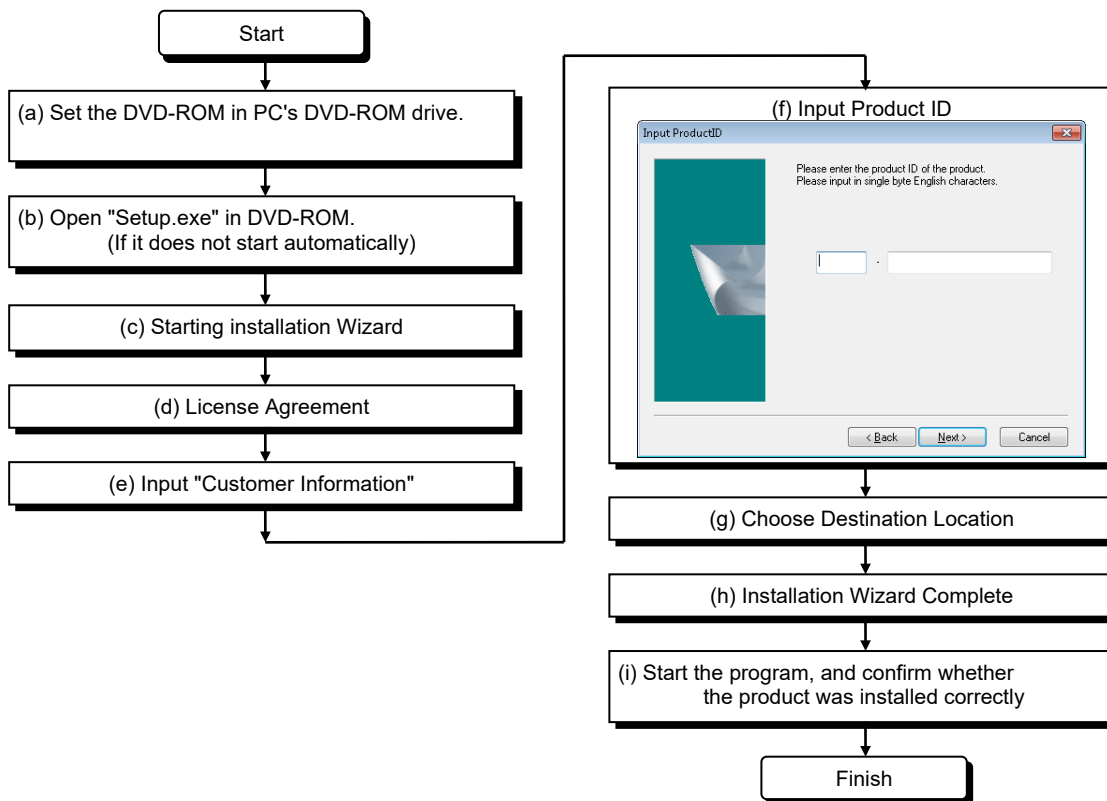 Start
(a) Set the DVD-ROM in PC's DVD-ROM drive.
(b) Open "Setup.exe" in DVD-ROM.
(If it does not start automatically)
(c) Starting installation Wizard
(d) License Agreement
(e) Input "Customer Information"
(f) Input Product ID
Input ProductID
Please enter the product ID of the product.
Please input in single byte English characters.
-
< Back
Next >
Cancel
(g) Choose Destination Location
(h) Installation Wizard Complete
(i) Start the program, and confirm whether
the product was installed correctly
Finish